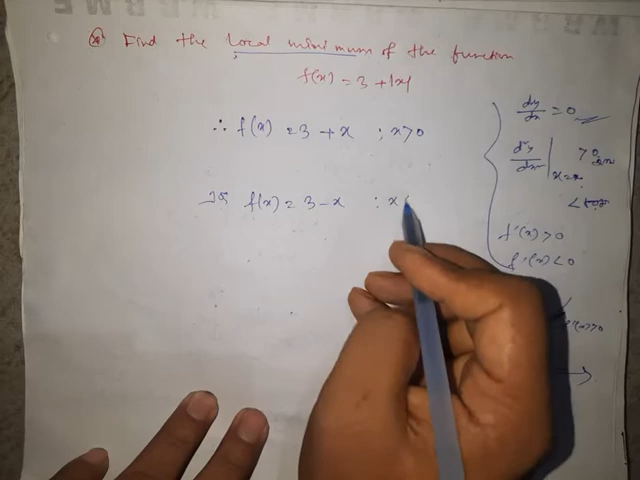 Find the local minimum of the function
f(x) = 3 + |x|
∴ f(x) = 3 + x ; x>0
f(x) = 3 - x ; x
dy/dx = 0
d²y/dx² | x= >0
<
f'(x) > 0
f'(x) < 0